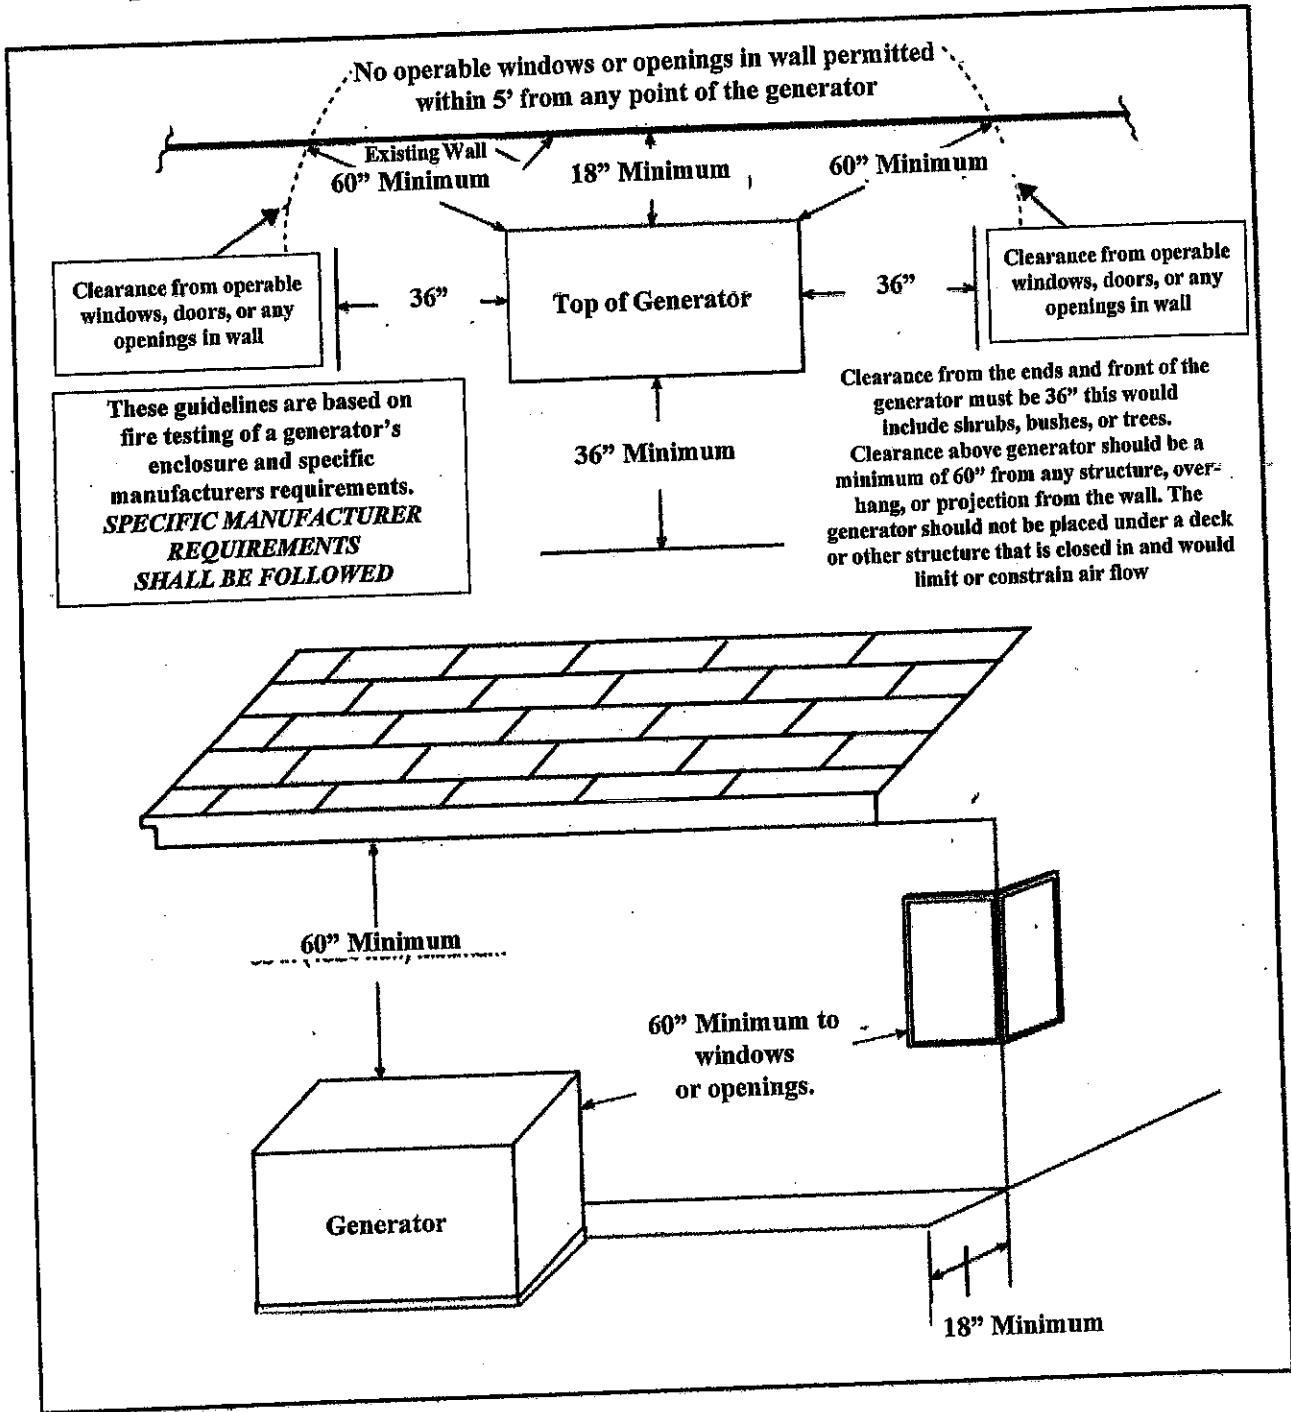 No operable windows or openings in wall permitted
within 5' from any point of the generator
Existing Wall
60” Minimum
18” Minimum
60” Minimum
Clearance from operable
windows, doors, or any
openings in wall
36”
Top of Generator
36”
Clearance from operable
windows, doors, or any
openings in wall
These guidelines are based on
fire testing of a generator's
enclosure and specific
manufacturers requirements.
SPECIFIC MANUFACTURER
REQUIREMENTS
SHALL BE FOLLOWED
36” Minimum
Clearance from the ends and front of the
generator must be 36” this would
include shrubs, bushes, or trees.
Clearance above generator should be a
minimum of 60” from any structure, over-
hang, or projection from the wall. The
generator should not be placed under a deck
or other structure that is closed in and would
limit or constrain air flow
60” Minimum
60” Minimum to
windows
or openings.
Generator
18” Minimum